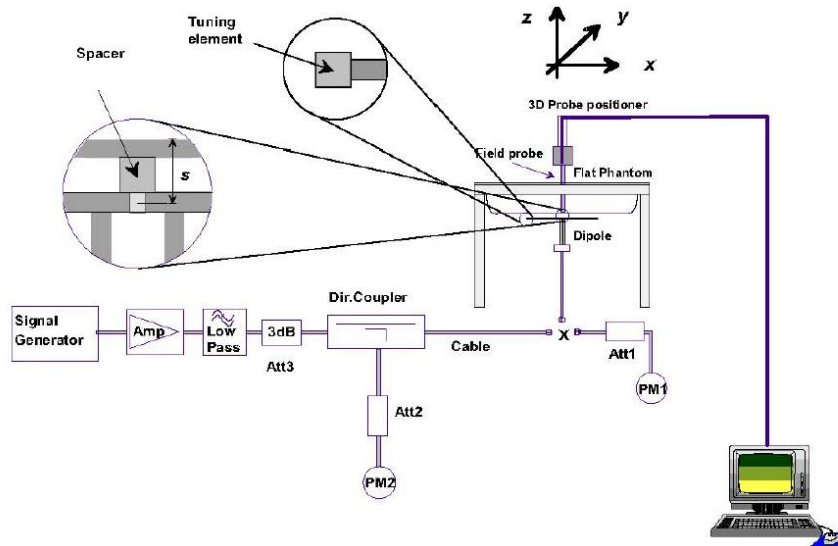 Tuning
element
Spacer
s
z
y
x
3D Probe positioner
Field probe
Flat Phantom
Dipole
Signal
Generator
Amp
Low
Pass
3dB
Att3
Dir.Coupler
Cable
x
Att1
PM1
Att2
PM2